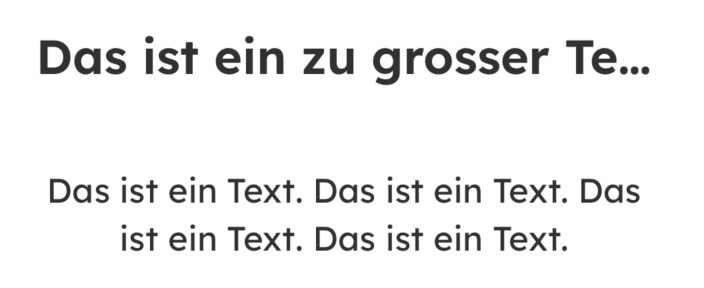 Das ist ein zu grosser Te...
Das ist ein Text. Das ist ein Text. Das
ist ein Text. Das ist ein Text.